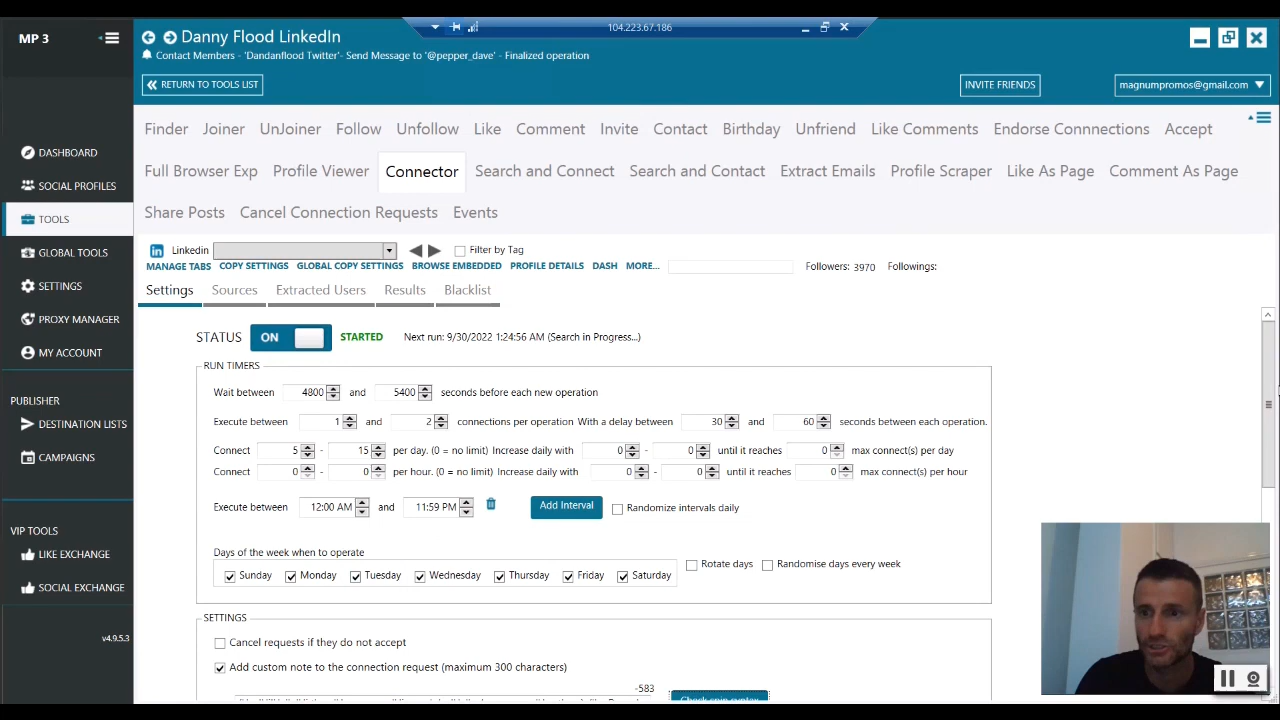 104.223.67.186
MP 3
Danny Flood LinkedIn
Contact Members - 'Dandanflood Twitter'- Send Message to '@pepper_dave' - Finalized operation
RETURN TO TOOLS LIST
INVITE FRIENDS
magnumpromos@gmail.com
Finder Joiner UnJoiner Follow Unfollow Like Comment Invite Contact Birthday Unfriend Like Comments Endorse Connnections Accept
Full Browser Exp Profile Viewer Connector Search and Connect Search and Contact Extract Emails Profile Scraper Like As Page Comment As Page
Share Posts Cancel Connection Requests Events
DASHBOARD
SOCIAL PROFILES
TOOLS
GLOBAL TOOLS
SETTINGS
PROXY MANAGER
MY ACCOUNT
PUBLISHER
DESTINATION LISTS
CAMPAIGNS
VIP TOOLS
LIKE EXCHANGE
SOCIAL EXCHANGE
v4.9.5.3
in Linkedin Filter by Tag
MANAGE TABS COPY SETTINGS GLOBAL COPY SETTINGS BROWSE EMBEDDED PROFILE DETAILS DASH MORE... Followers: 3970 Followings:
Settings Sources Extracted Users Results Blacklist
STATUS ON STARTED Next run: 9/30/2022 1:24:56 AM (Search in Progress...)
RUN TIMERS
Wait between 4800 and 5400 seconds before each new operation
Execute between 1 and 2 connections per operation With a delay between 30 and 60 seconds between each operation.
Connect 5 - 15 per day. (0 = no limit) Increase daily with 0 - 0 until it reaches 0 max connect(s) per day
Connect 0 - 0 per hour. (0 = no limit) Increase daily with 0 - 0 until it reaches 0 max connect(s) per hour
Execute between 12:00 AM and 11:59 PM Add Interval Randomize intervals daily
Days of the week when to operate
Sunday Monday Tuesday Wednesday Thursday Friday Saturday Rotate days Randomise days every week
SETTINGS
Cancel requests if they do not accept
Add custom note to the connection request (maximum 300 characters)
-583
Check spin syntax